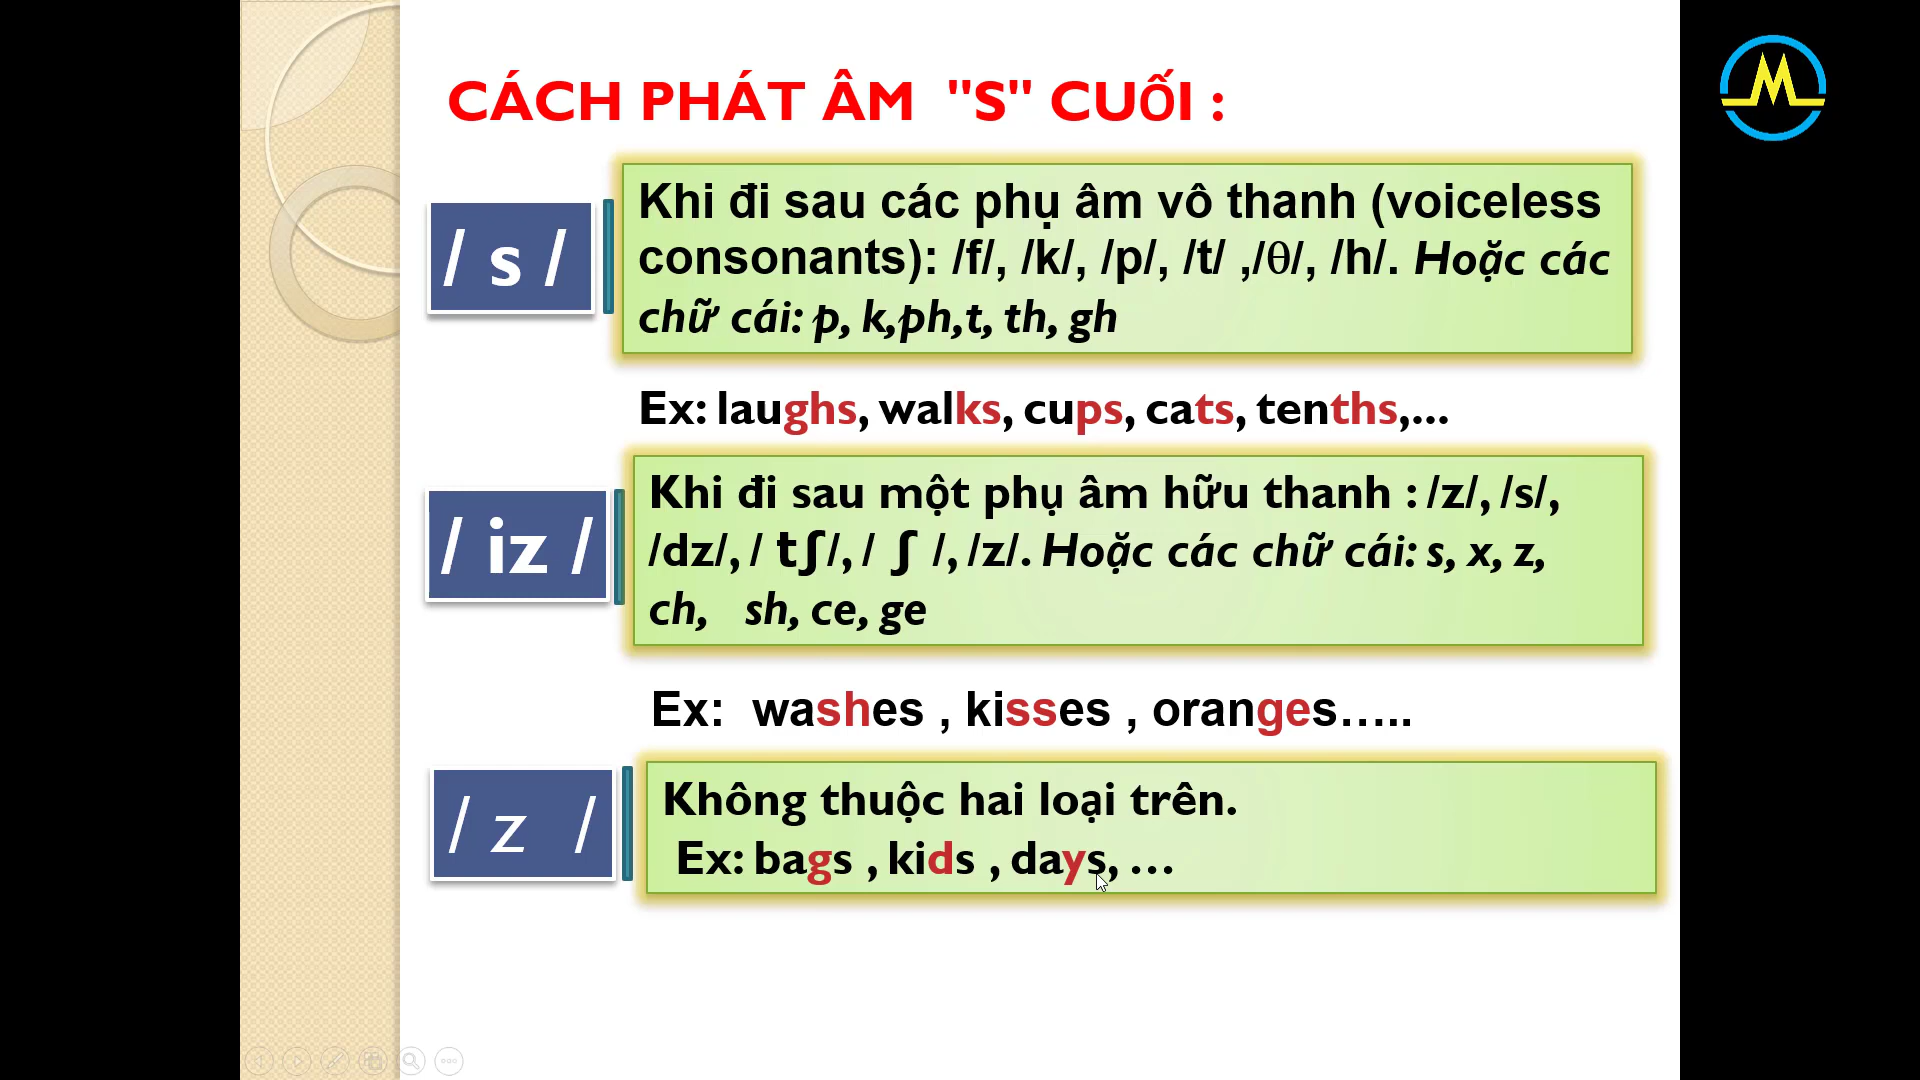 CÁCH PHÁT ÂM "S" CUỐI :
/ s /
Khi đi sau các phụ âm vô thanh (voiceless
consonants): /f/, /k/, /p/, /t/ ,/θ/, /h/. Hoặc các
chữ cái: p, k,ph,t, th, gh
Ex: laughs, walks, cups, cats, tenths,...
/ iz /
Khi đi sau một phụ âm hữu thanh : /z/, /s/,
/dz/, / tʃ/, / ʃ /, /z/. Hoặc các chữ cái: s, x, z,
ch, sh, ce, ge
Ex: washes , kisses , oranges…..
/ z /
Không thuộc hai loại trên.
Ex: bags , kids , days, …